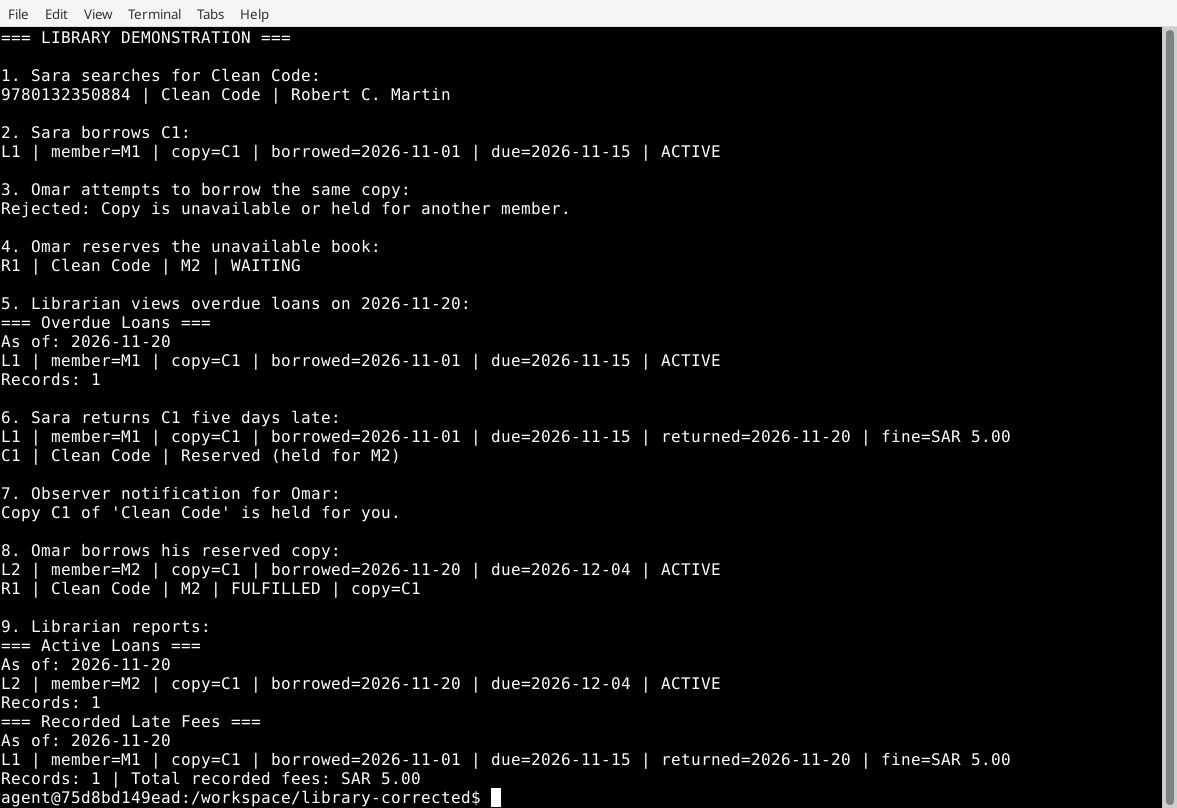 File Edit View Terminal Tabs Help
=== LIBRARY DEMONSTRATION ===
1. Sara searches for Clean Code:
9780132350884 | Clean Code | Robert C. Martin
2. Sara borrows C1:
L1 | member=M1 | copy=C1 | borrowed=2026-11-01 | due=2026-11-15 | ACTIVE
3. Omar attempts to borrow the same copy:
Rejected: Copy is unavailable or held for another member.
4. Omar reserves the unavailable book:
R1 | Clean Code | M2 | WAITING
5. Librarian views overdue loans on 2026-11-20:
=== Overdue Loans ===
As of: 2026-11-20
L1 | member=M1 | copy=C1 | borrowed=2026-11-01 | due=2026-11-15 | ACTIVE
Records: 1
6. Sara returns C1 five days late:
L1 | member=M1 | copy=C1 | borrowed=2026-11-01 | due=2026-11-15 | returned=2026-11-20 | fine=SAR 5.00
C1 | Clean Code | Reserved (held for M2)
7. Observer notification for Omar:
Copy C1 of 'Clean Code' is held for you.
8. Omar borrows his reserved copy:
L2 | member=M2 | copy=C1 | borrowed=2026-11-20 | due=2026-12-04 | ACTIVE
R1 | Clean Code | M2 | FULFILLED | copy=C1
9. Librarian reports:
=== Active Loans ===
As of: 2026-11-20
L2 | member=M2 | copy=C1 | borrowed=2026-11-20 | due=2026-12-04 | ACTIVE
Records: 1
=== Recorded Late Fees ===
As of: 2026-11-20
L1 | member=M1 | copy=C1 | borrowed=2026-11-01 | due=2026-11-15 | returned=2026-11-20 | fine=SAR 5.00
Records: 1 | Total recorded fees: SAR 5.00
agent@75d8bd149ead:/workspace/library-corrected$